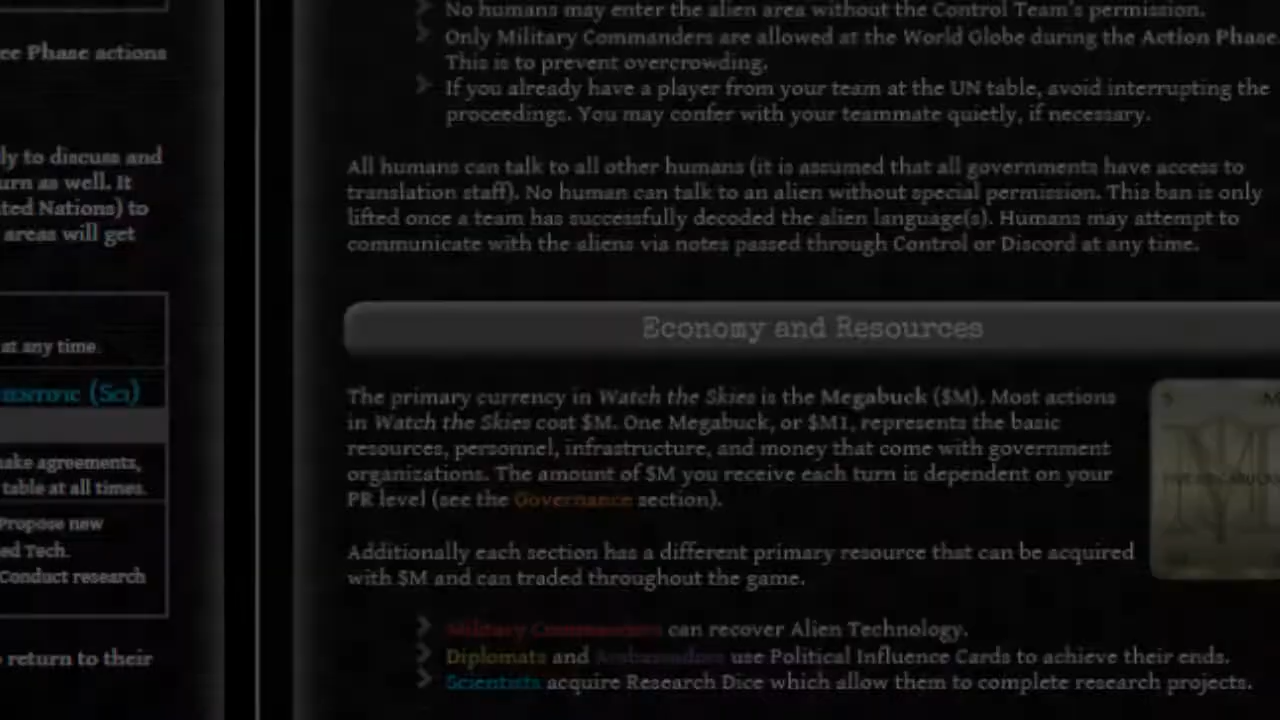 ee Phase actions
ly to discuss and
urn as well. It
ted Nations) to
areas will get
at any time.
ientific (Sci)
ake agreements,
table at all times.
Propose new
ed Tech.
Conduct research
return to their
No humans may enter the alien area without the Control Team's permission.
Only Military Commanders are allowed at the World Globe during the Action Phase
This is to prevent overcrowding.
If you already have a player from your team at the UN table, avoid interrupting the
proceedings. You may confer with your teammate quietly, if necessary.
All humans can talk to all other humans (it is assumed that all governments have access to
translation staff). No human can talk to an alien without special permission. This ban is only
lifted once a team has successfully decoded the alien language(s). Humans may attempt to
communicate with the aliens via notes passed through Control or Discord at any time.
Economy and Resources
The primary currency in Watch the Skies is the Megabuck ($M). Most actions
in Watch the Skies cost $M. One Megabuck, or $M1, represents the basic
resources, personnel, infrastructure, and money that come with government
organizations. The amount of $M you receive each turn is dependent on your
PR level (see the Governance section).
Additionally each section has a different primary resource that can be acquired
with $M and can traded throughout the game.
Military Commanders can recover Alien Technology.
Diplomats and Ambassadors use Political Influence Cards to achieve their ends.
Scientists acquire Research Dice which allow them to complete research projects.